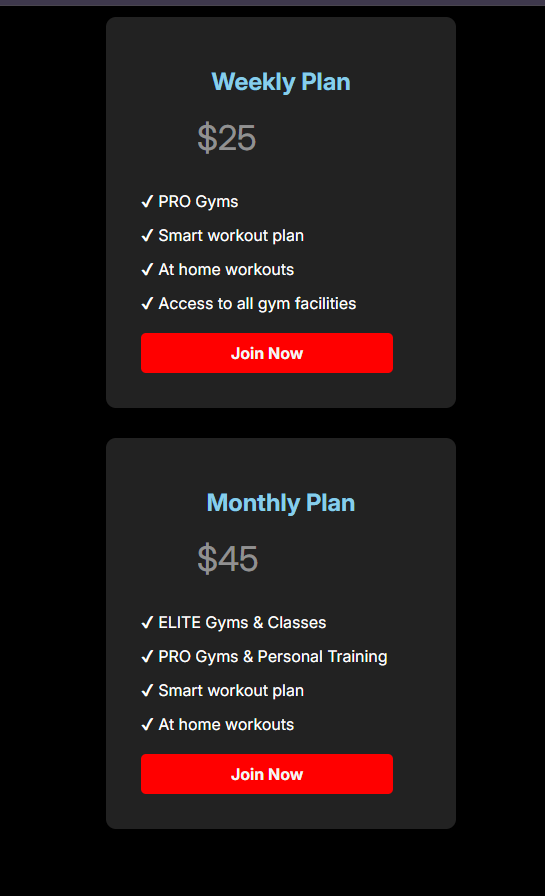 Weekly Plan
$25
✓ PRO Gyms
✓ Smart workout plan
✓ At home workouts
✓ Access to all gym facilities
Join Now
Monthly Plan
$45
✓ ELITE Gyms & Classes
✓ PRO Gyms & Personal Training
✓ Smart workout plan
✓ At home workouts
Join Now